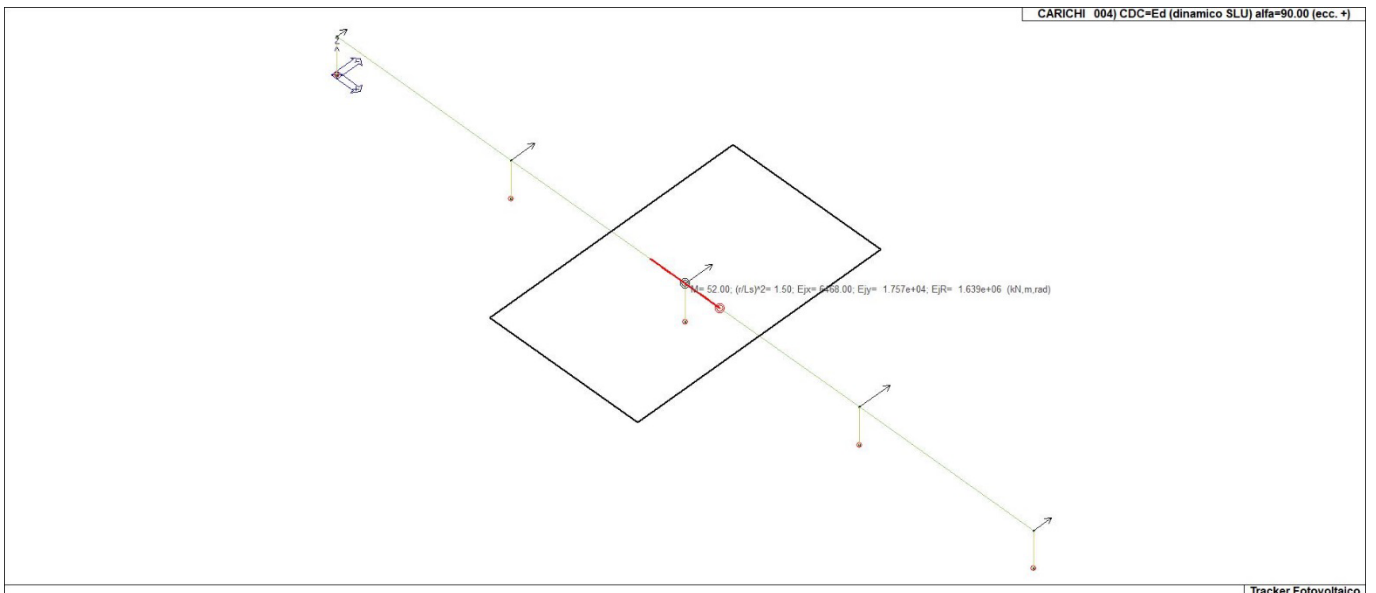 CARICHI 004) CDC=Ed (dinamico SLU) alfa=90.00 (ecc. +)
Z
M= 52.00; (r/Ls)^2= 1.50; Ejx= 6468.00; Ejy= 1.757e+04; EjR= 1.639e+06 (kN,m,rad)
Tracker Fotovoltaico